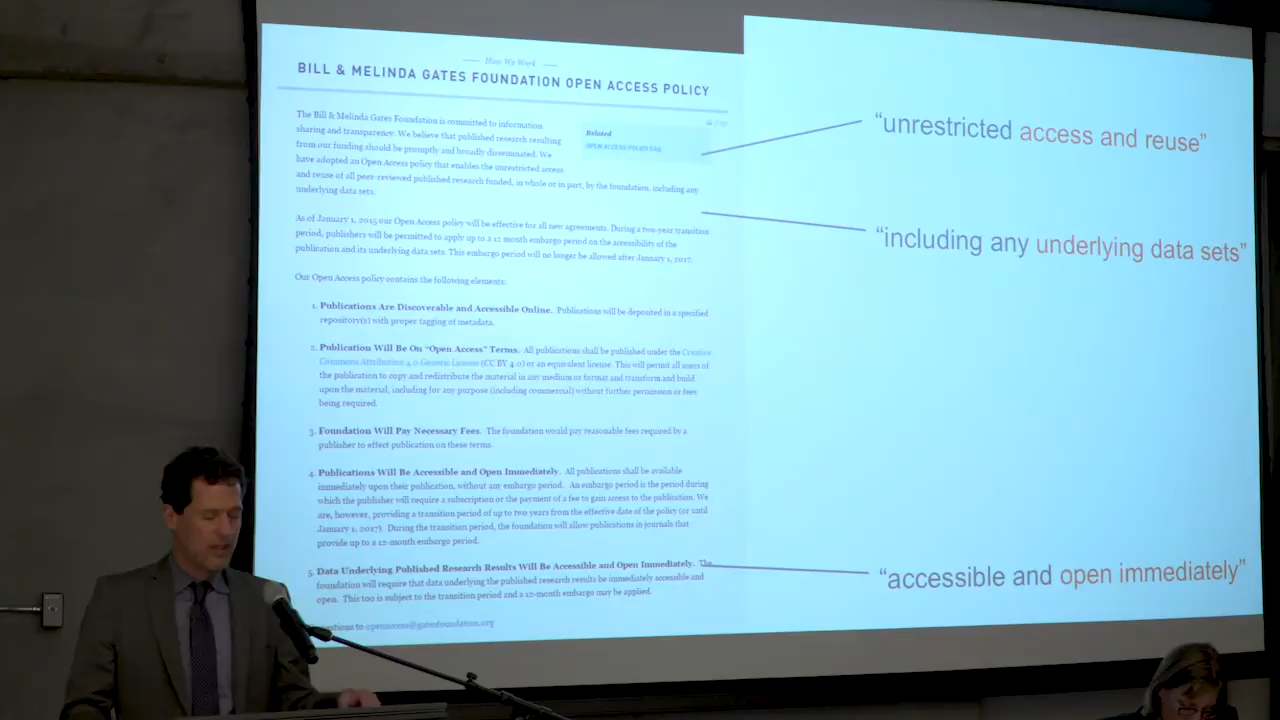 How We Work
BILL & MELINDA GATES FOUNDATION OPEN ACCESS POLICY
The Bill & Melinda Gates Foundation is committed to information
sharing and transparency. We believe that published research resulting
from our funding should be promptly and broadly disseminated. We
have adopted an Open Access policy that enables the unrestricted access
and reuse of all peer-reviewed published research funded, in whole or in part, by the foundation, including any
underlying data sets.
Related
OPEN ACCESS POLICY FAQ
As of January 1, 2015 our Open Access policy will be effective for all new agreements. During a two-year transition
period, publishers will be permitted to apply up to a 12 month embargo period on the accessibility of the
publication and its underlying data sets. This embargo period will no longer be allowed after January 1, 2017.
Our Open Access policy contains the following elements:
1. Publications Are Discoverable and Accessible Online. Publications will be deposited in a specified
repository(s) with proper tagging of metadata.
2. Publication Will Be On “Open Access” Terms. All publications shall be published under the Creative
Commons Attribution 4.0 Generic License (CC BY 4.0) or an equivalent license. This will permit all users of
the publication to copy and redistribute the material in any medium or format and transform and build
upon the material, including for any purpose (including commercial) without further permission or fees
being required.
3. Foundation Will Pay Necessary Fees. The foundation would pay reasonable fees required by a
publisher to effect publication on these terms.
4. Publications Will Be Accessible and Open Immediately. All publications shall be available
immediately upon their publication, without any embargo period. An embargo period is the period during
which the publisher will require a subscription or the payment of a fee to gain access to the publication. We
are, however, providing a transition period of up to two years from the effective date of the policy (or until
January 1, 2017). During the transition period, the foundation will allow publications in journals that
provide up to a 12-month embargo period.
5. Data Underlying Published Research Results Will Be Accessible and Open Immediately. The
foundation will require that data underlying the published research results be immediately accessible and
open. This too is subject to the transition period and a 12-month embargo may be applied.
to openaccess@gatesfoundation.org
“unrestricted access and reuse”
“including any underlying data sets”
“accessible and open immediately”